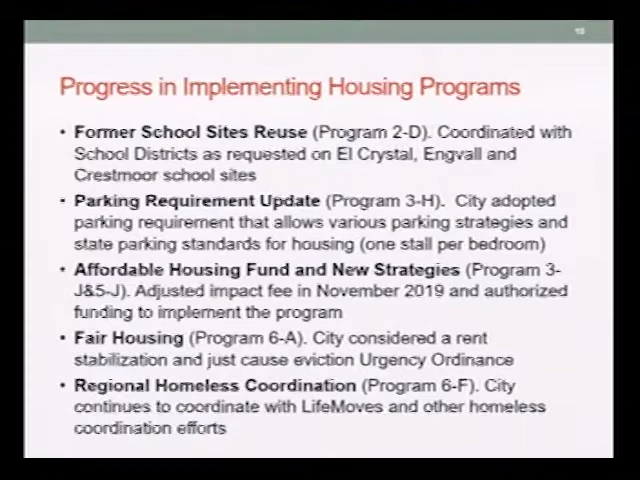 Progress in Implementing Housing Programs
• Former School Sites Reuse (Program 2-D). Coordinated with
School Districts as requested on El Crystal, Engvall and
Crestmoor school sites
• Parking Requirement Update (Program 3-H). City adopted
parking requirement that allows various parking strategies and
state parking standards for housing (one stall per bedroom)
• Affordable Housing Fund and New Strategies (Program 3-
J&5-J). Adjusted impact fee in November 2019 and authorized
funding to implement the program
• Fair Housing (Program 6-A). City considered a rent
stabilization and just cause eviction Urgency Ordinance
• Regional Homeless Coordination (Program 6-F). City
continues to coordinate with LifeMoves and other homeless
coordination efforts